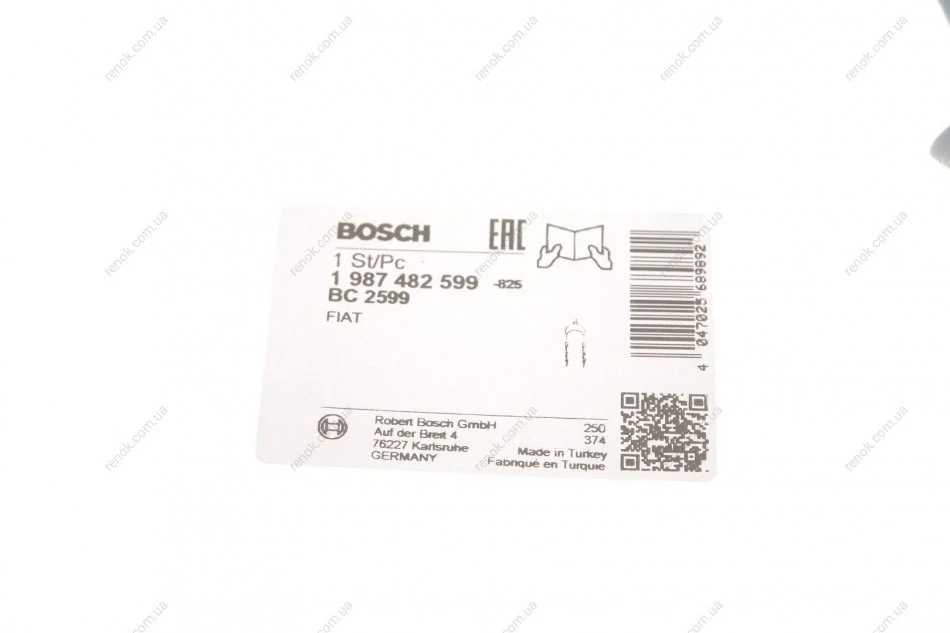 BOSCH
EAC
1 St/Pc
1 987 482 599 -825
BC 2599
FIAT
4 047025 689892
Robert Bosch GmbH
Auf der Breit 4
76227 Karlsruhe
GERMANY
250
374
Made in Turkey
Fabriqué en Turquie
renok.com.ua